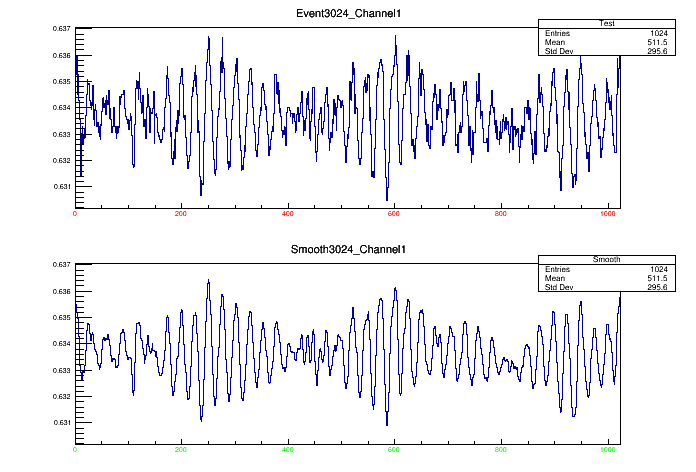 Event3024_Channel1
Test
Entries 1024
Mean 511.5
Std Dev 295.6
0.637
0.636
0.635
0.634
0.633
0.632
0.631
0 200 400 600 800 1000
Smooth3024_Channel1
Smooth
Entries 1024
Mean 511.5
Std Dev 295.6
0.637
0.636
0.635
0.634
0.633
0.632
0.631
0 200 400 600 800 1000